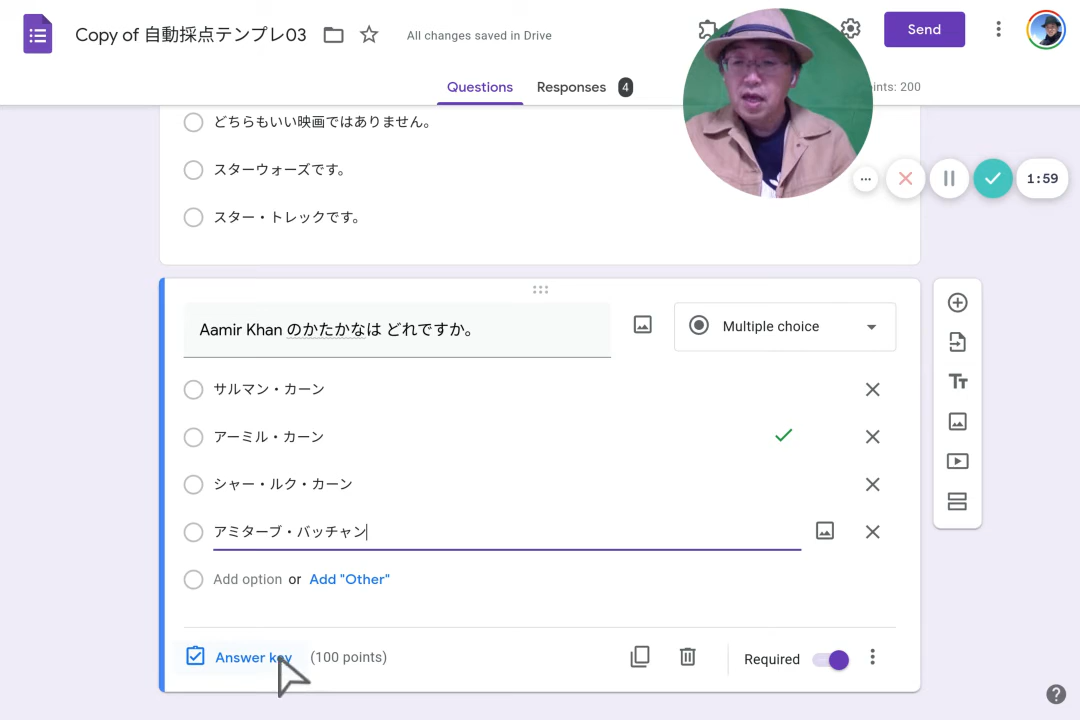 Copy of 自動採点テンプレ03
All changes saved in Drive
Send
Questions
Responses 4
200
どちらもいい映画ではありません。
スターウォーズです。
スター・トレックです。
1:59
Aamir Khan のかたかなは どれですか。
Multiple choice
サルマン・カーン
アーミル・カーン
シャー・ルク・カーン
アミターブ・バッチャン
Add option or Add "Other"
Answer key (100 points)
Required